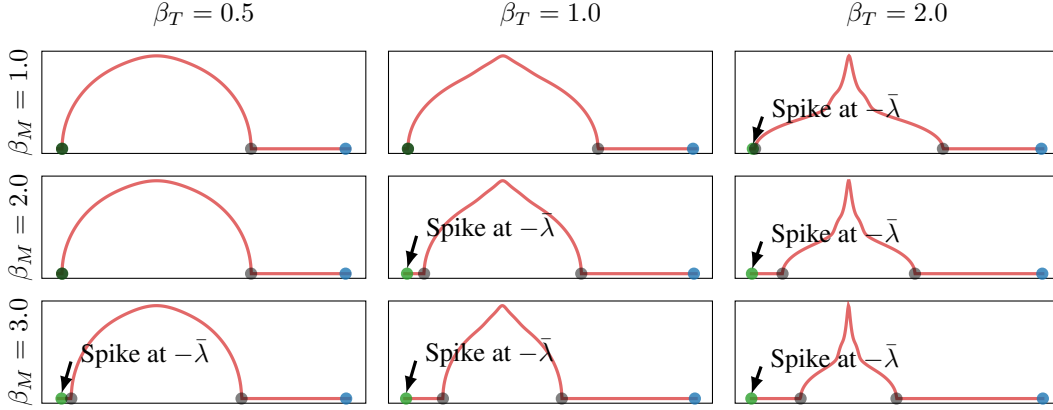 β_T = 0.5 β_T = 1.0 β_T = 2.0
β_M = 1.0
Spike at −λ̄
β_M = 2.0
Spike at −λ̄
Spike at −λ̄
β_M = 3.0
Spike at −λ̄
Spike at −λ̄
Spike at −λ̄